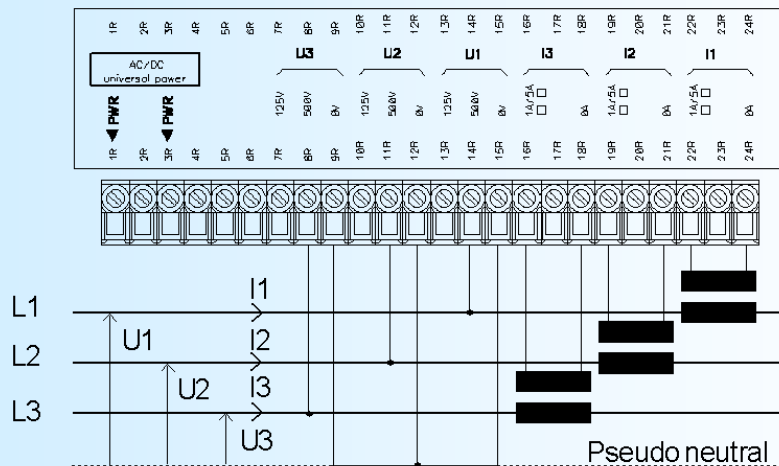 1R 2R 3R 4R 5R 6R 7R 8R 9R 10R 11R 12R 13R 14R 15R 16R 17R 18R 19R 20R 21R 22R 23R 24R
U3 U2 U1 I3 I2 I1
AC/DC
universal power
PWR PWR
125V 500V 0V 125V 500V 0V 125V 500V 0V 1A/5A 0A 1A/5A 0A 1A/5A 0A
1R 2R 3R 4R 5R 6R 7R 8R 9R 10R 11R 12R 13R 14R 15R 16R 17R 18R 19R 20R 21R 22R 23R 24R
L1 I1
U1
L2 I2
U2
L3 I3
U3
Pseudo neutral